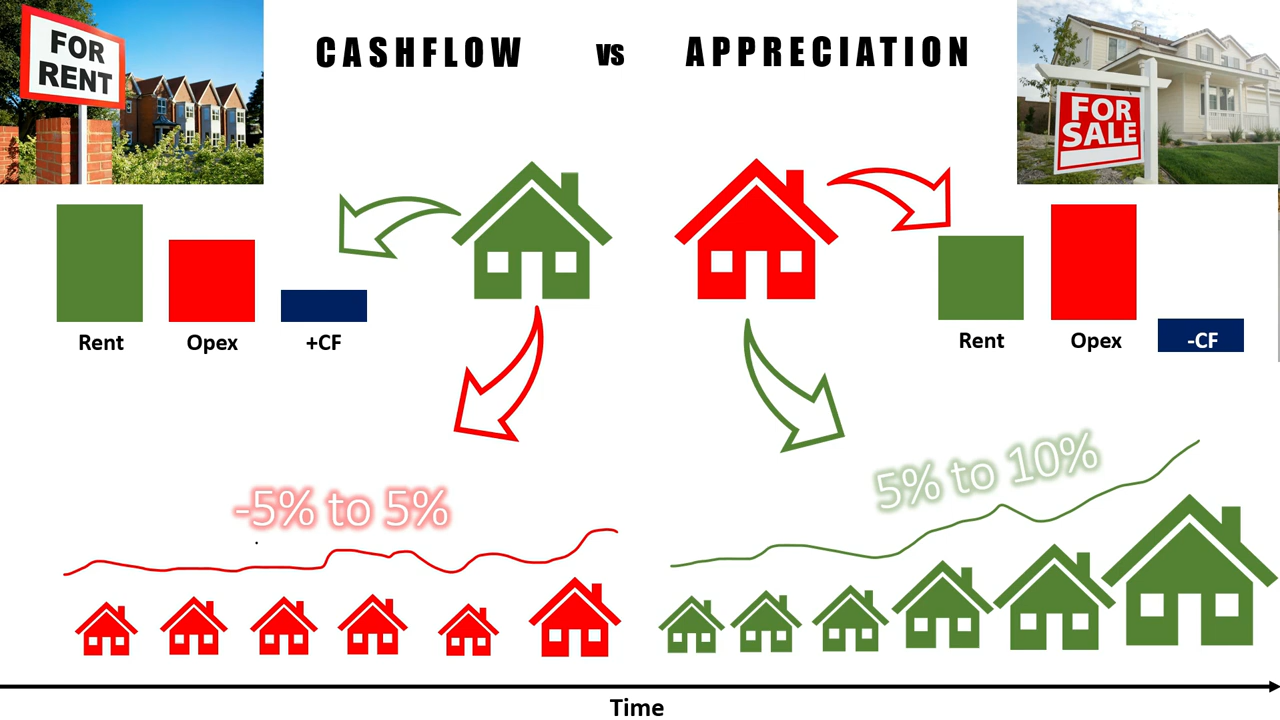 FOR
RENT
CASHFLOW vs APPRECIATION
FOR
SALE
Rent Opex +CF
Rent Opex -CF
-5% to 5%
5% to 10%
Time